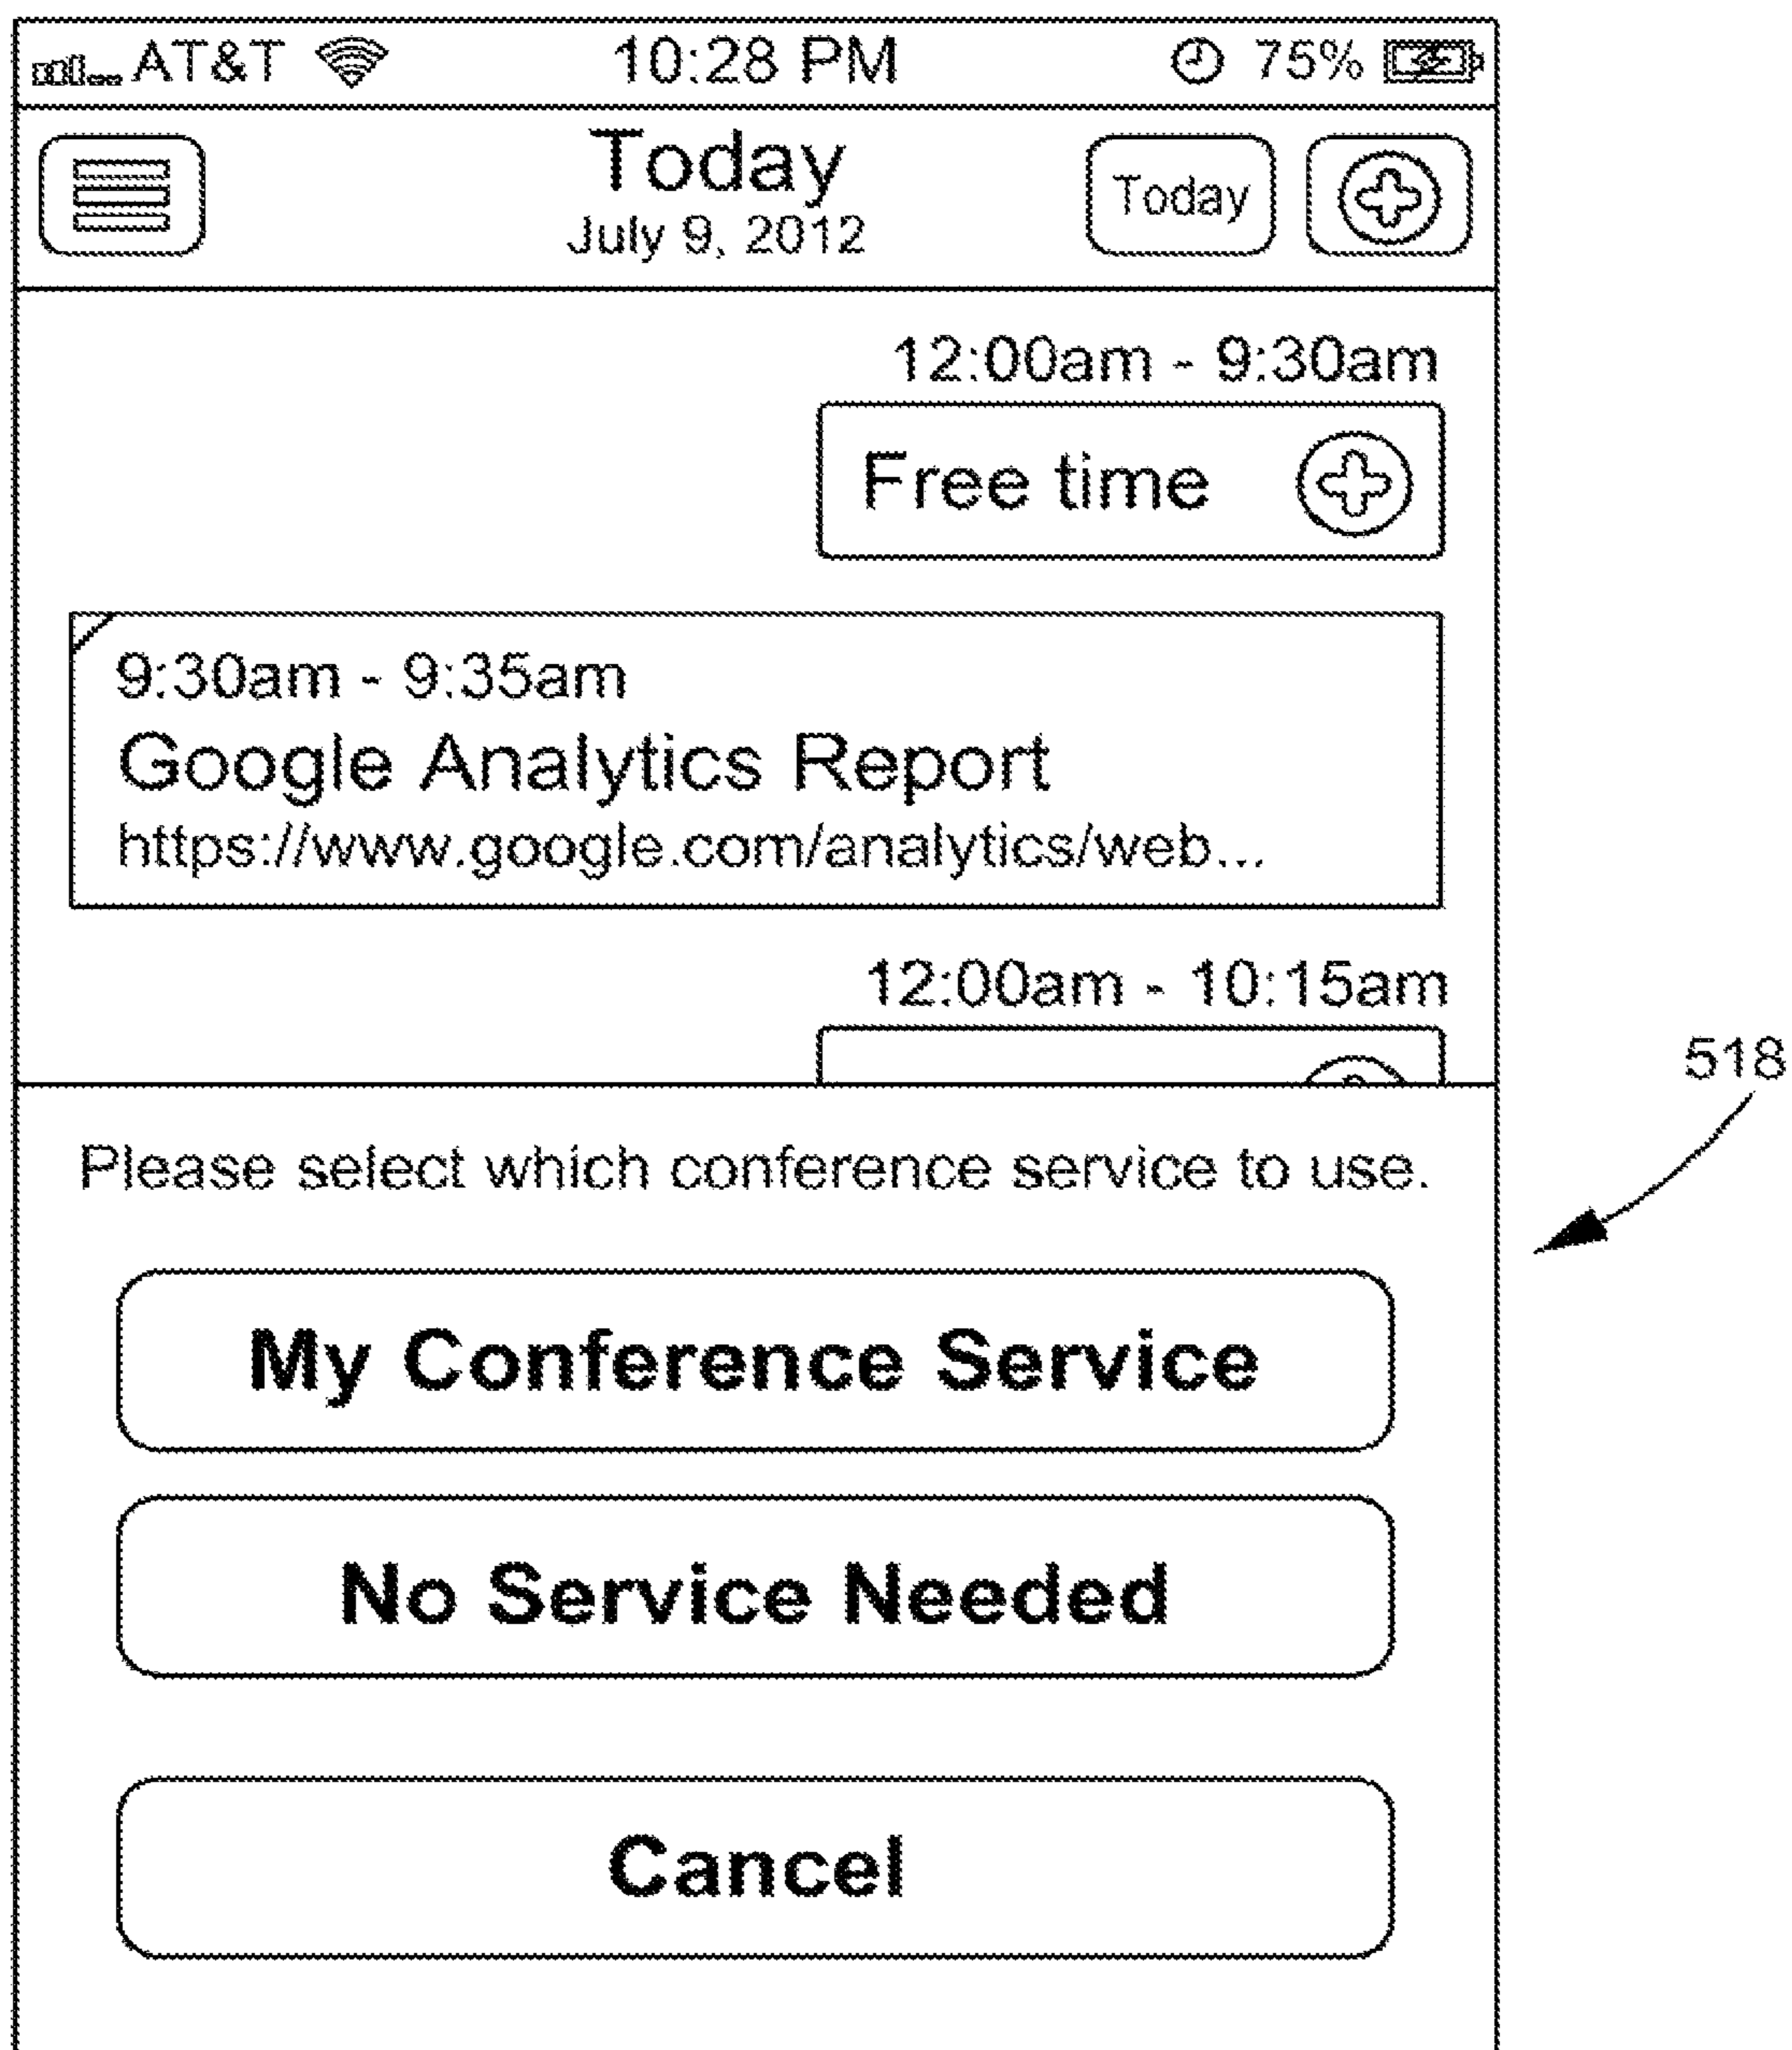 AT&T 10:28 PM 75%
Today
July 9, 2012
Today
12:00am - 9:30am
Free time
9:30am - 9:35am
Google Analytics Report
https://www.google.com/analytics/web...
12:00am - 10:15am
518
Please select which conference service to use.
My Conference Service
No Service Needed
Cancel